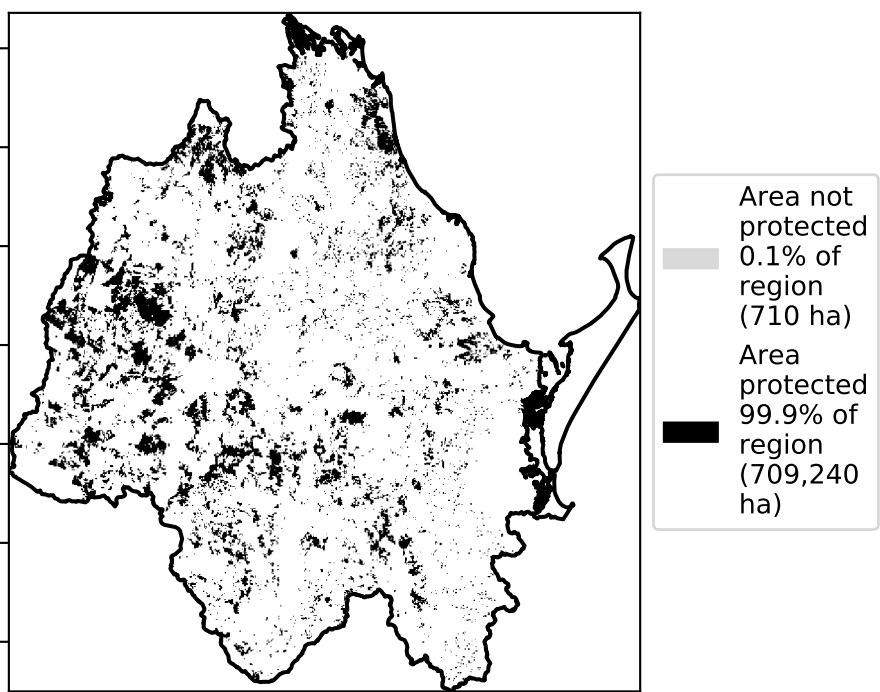 Area not
protected
0.1% of
region
(710 ha)
Area
protected
99.9% of
region
(709,240
ha)